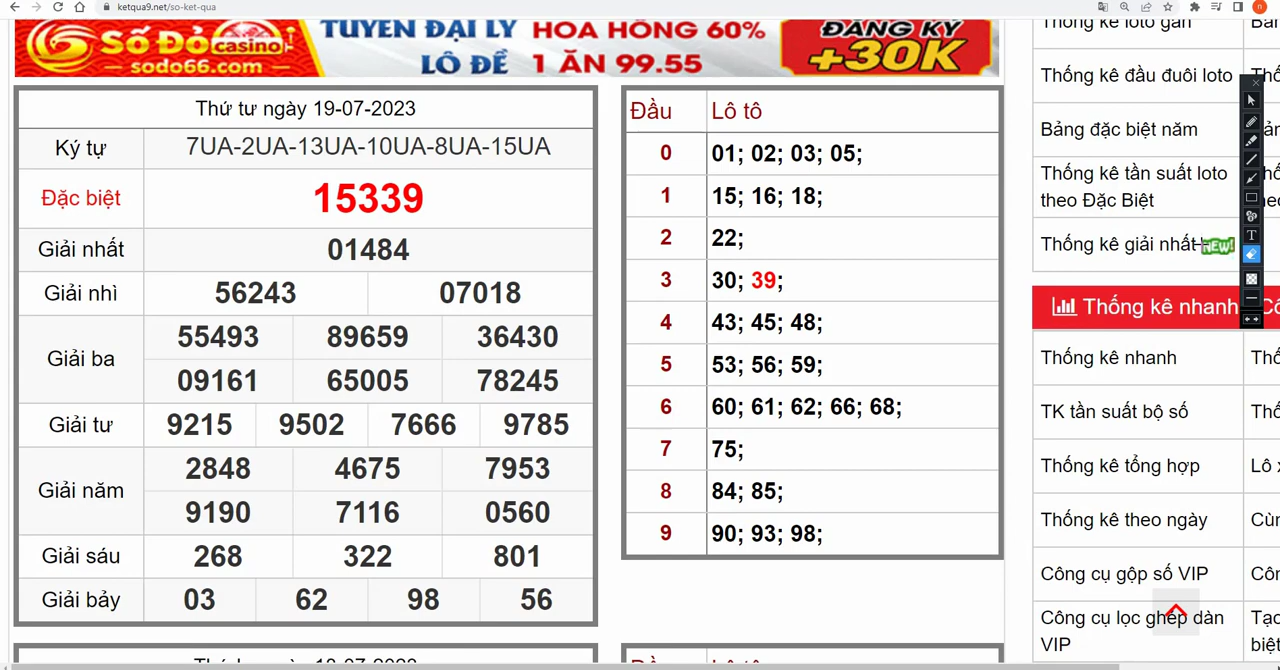 ketqua9.net/so-ket-qua
SỐ ĐỎ casino
sodo66.com
TUYỂN ĐẠI LÝ HOA HỒNG 60%
LÔ ĐỀ 1 ĂN 99.55
ĐĂNG KÝ
+30K
Thứ tư ngày 19-07-2023
Ký tự 7UA-2UA-13UA-10UA-8UA-15UA
Đặc biệt 15339
Giải nhất 01484
Giải nhì 56243 07018
Giải ba 55493 89659 36430
09161 65005 78245
Giải tư 9215 9502 7666 9785
Giải năm 2848 4675 7953
9190 7116 0560
Giải sáu 268 322 801
Giải bảy 03 62 98 56
Đầu Lô tô
0 01; 02; 03; 05;
1 15; 16; 18;
2 22;
3 30; 39;
4 43; 45; 48;
5 53; 56; 59;
6 60; 61; 62; 66; 68;
7 75;
8 84; 85;
9 90; 93; 98;
Thống kê loto gan
Thống kê đầu đuôi loto
Bảng đặc biệt năm
Thống kê tần suất loto
theo Đặc Biệt
Thống kê giải nhất NEW!
Thống kê nhanh
Thống kê nhanh
TK tần suất bộ số
Thống kê tổng hợp Lô
Thống kê theo ngày
Công cụ gộp số VIP
Công cụ lọc ghép dàn
VIP